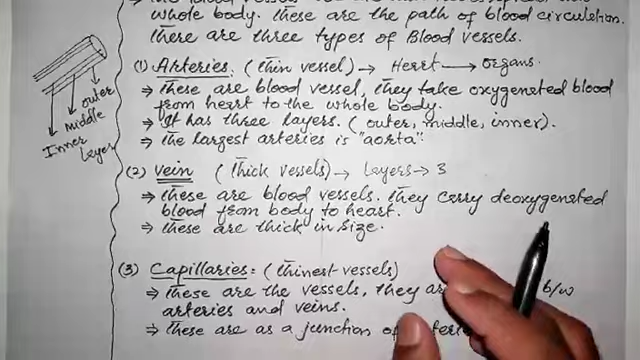 whole body. These are the path of blood circulation.
There are three types of Blood vessels.
(1) Arteries. (thin vessel) → Heart → organs.
⇒ These are blood vessel, They take oxygenated blood
from heart to the whole body.
⇒ It has three layers. (outer, middle, inner).
⇒ The largest arteries is "aorta".
outer
middle
Inner
layer
(2) Vein (Thick vessels) → Layers → 3
⇒ These are blood vessels. They carry deoxygenated
blood from body to heart.
⇒ These are thick in size.
(3) Capillaries: (thinest vessels)
⇒ These are the vessels, They b/w
arteries and veins.
⇒ These are as a junction of